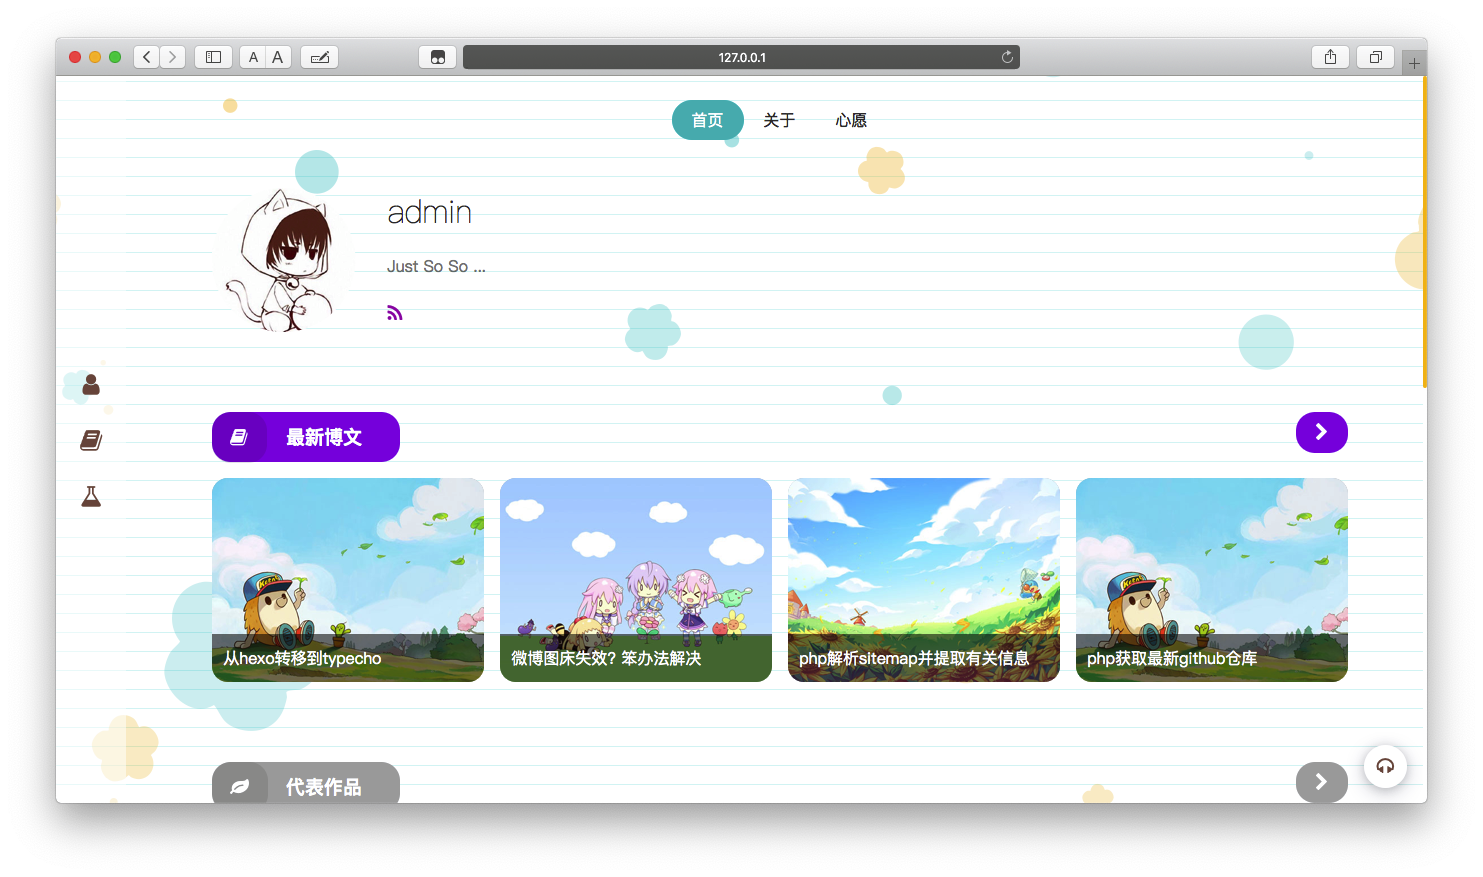 A A
127.0.0.1
首页 关于 心愿
admin
Just So So ...
最新博文
从hexo转移到typecho
微博图床失效? 笨办法解决
php解析sitemap并提取有关信息
php获取最新github仓库
代表作品